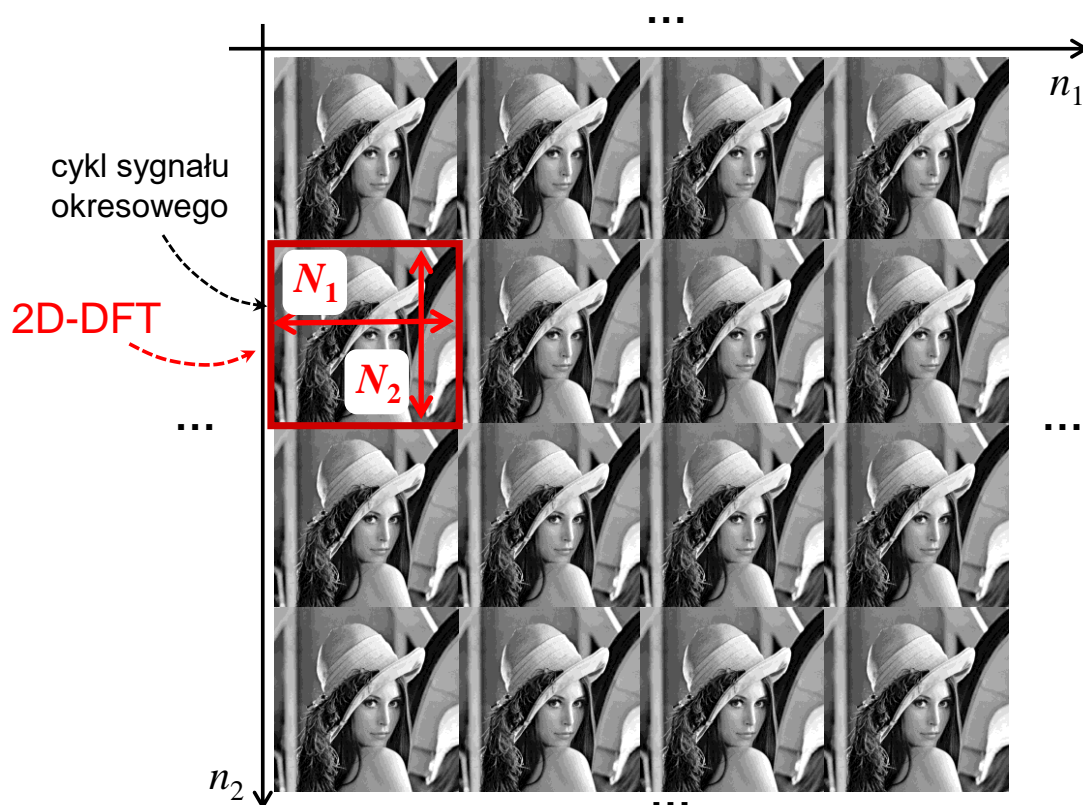 ...
n₁
cykl sygnału
okresowego
N₁
2D-DFT
N₂
... ...
n₂
...